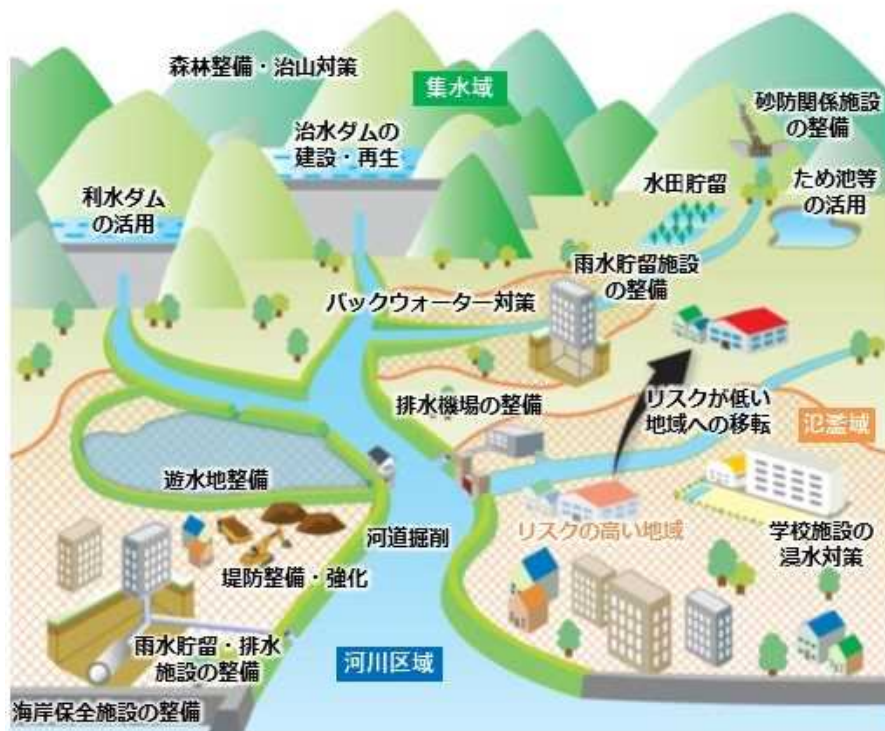 森林整備・治山対策
集水域
砂防関係施設
の整備
治水ダムの
建設・再生
水田貯留
ため池等
の活用
利水ダム
の活用
雨水貯留施設
の整備
バックウォーター対策
排水機場の整備
リスクが低い
地域への移転
氾濫域
遊水地整備
河道掘削
リスクの高い地域
学校施設の
浸水対策
堤防整備・強化
雨水貯留・排水
施設の整備
河川区域
海岸保全施設の整備